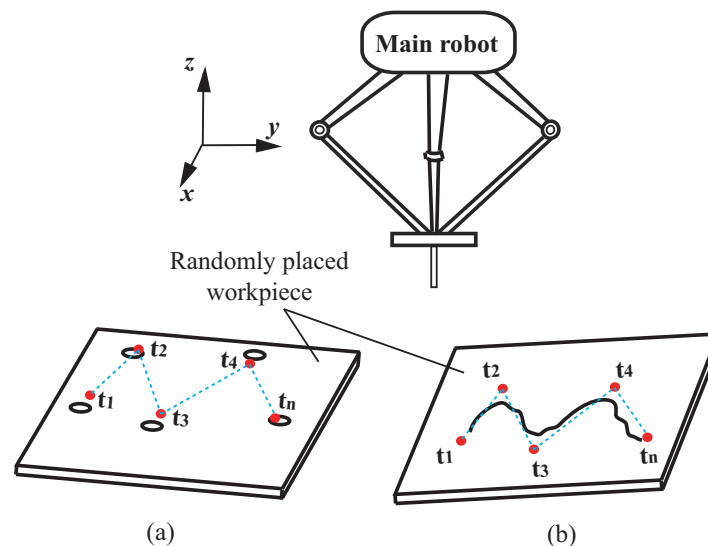 Main robot
z
y
x
Randomly placed
workpiece
t2
t4
t1
t3
tn
t2
t4
t1
t3
tn
(a)
(b)